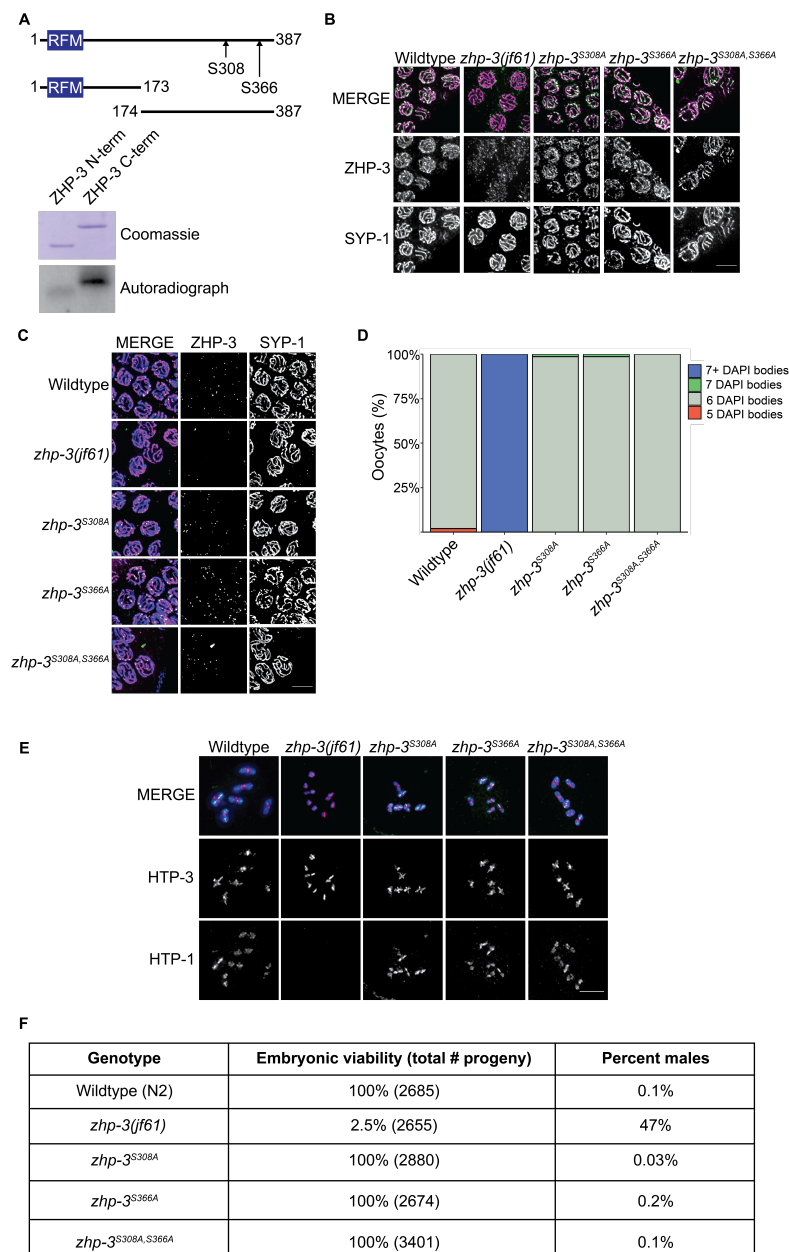 A
1 RFM 387
S308
S366
1 RFM 173
174 387
ZHP-3 N-term
ZHP-3 C-term
Coomassie
Autoradiograph
B
Wildtype zhp-3(jf61) zhp-3S308A zhp-3S366A zhp-3S308A,S366A
MERGE
ZHP-3
SYP-1
C
MERGE ZHP-3 SYP-1
Wildtype
zhp-3(jf61)
zhp-3S308A
zhp-3S366A
zhp-3S308A,S366A
D
100%
75%
50%
25%
Oocytes (%)
7+ DAPI bodies
7 DAPI bodies
6 DAPI bodies
5 DAPI bodies
Wildtype
zhp-3(jf61)
zhp-3S308A
zhp-3S366A
zhp-3S308A,S366A
E
Wildtype zhp-3(jf61) zhp-3S308A zhp-3S366A zhp-3S308A,S366A
MERGE
HTP-3
HTP-1
F
Genotype Embryonic viability (total # progeny) Percent males
Wildtype (N2) 100% (2685) 0.1%
zhp-3(jf61) 2.5% (2655) 47%
zhp-3S308A 100% (2880) 0.03%
zhp-3S366A 100% (2674) 0.2%
zhp-3S308A,S366A 100% (3401) 0.1%